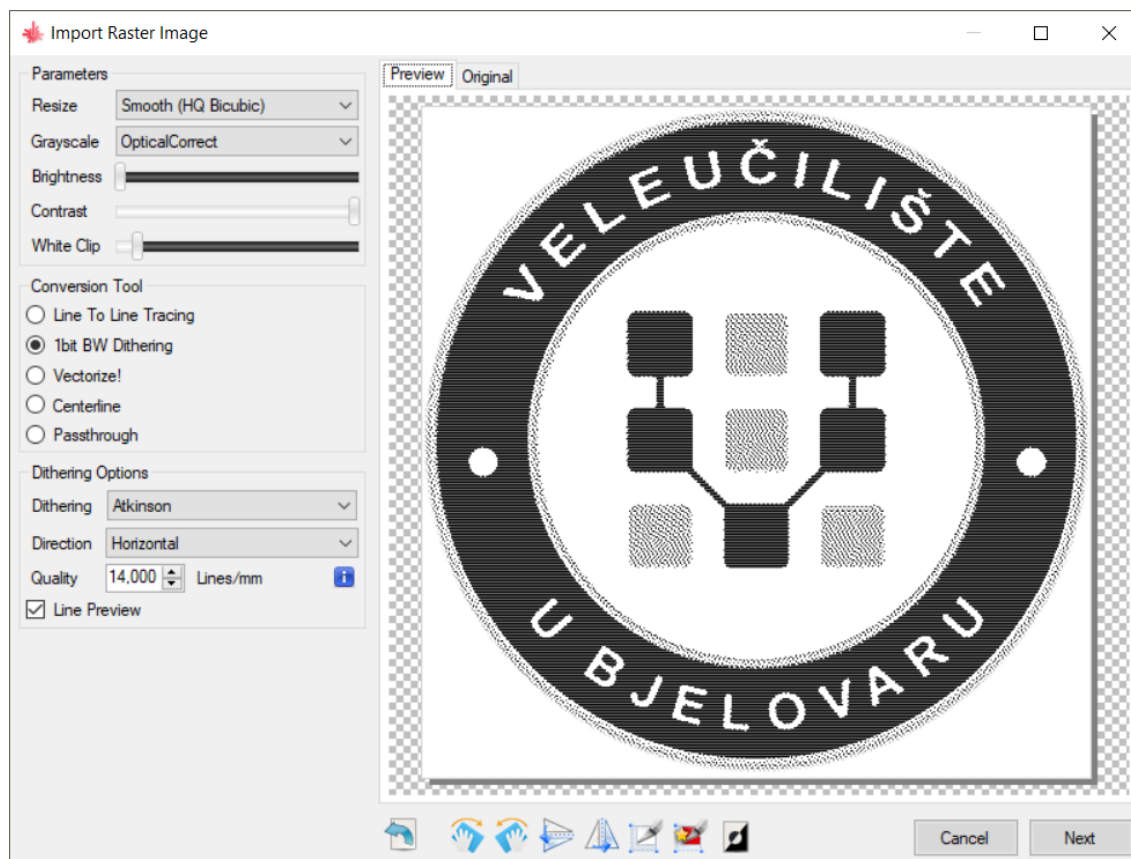 Import Raster Image
Parameters
Resize Smooth (HQ Bicubic)
Grayscale OpticalCorrect
Brightness
Contrast
White Clip
Conversion Tool
Line To Line Tracing
1bit BW Dithering
Vectorize!
Centerline
Passthrough
Dithering Options
Dithering Atkinson
Direction Horizontal
Quality 14,000 Lines/mm
Line Preview
Preview Original
VELEUČILIŠTE
U BJELOVARU
Cancel Next